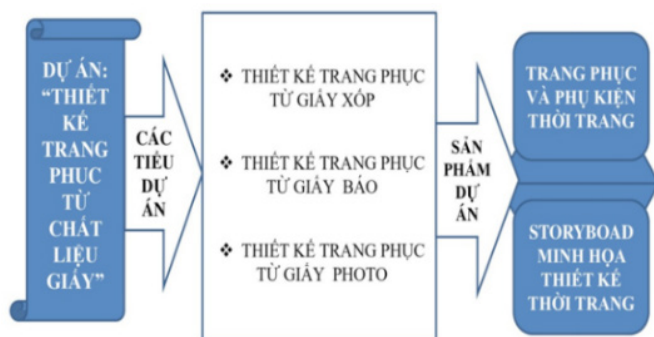 DỰ ÁN:
“THIẾT
KẾ
TRANG
PHUC
TỪ
CHẤT
LIỆU
GIẤY”
CÁC
TIỂU
DỰ
ÁN
❖ THIẾT KẾ TRANG PHỤC
TỪ GIẤY XỐP
❖ THIẾT KẾ TRANG PHỤC
TỪ GIẤY BÁO
❖ THIẾT KẾ TRANG PHỤC
TỪ GIẤY PHOTO
SẢN
PHẨM
DỰ
ÁN
TRANG PHỤC
VÀ PHỤ KIỆN
THỜI TRANG
STORYBOAD
MINH HỌA
THIẾT KẾ
THỜI TRANG